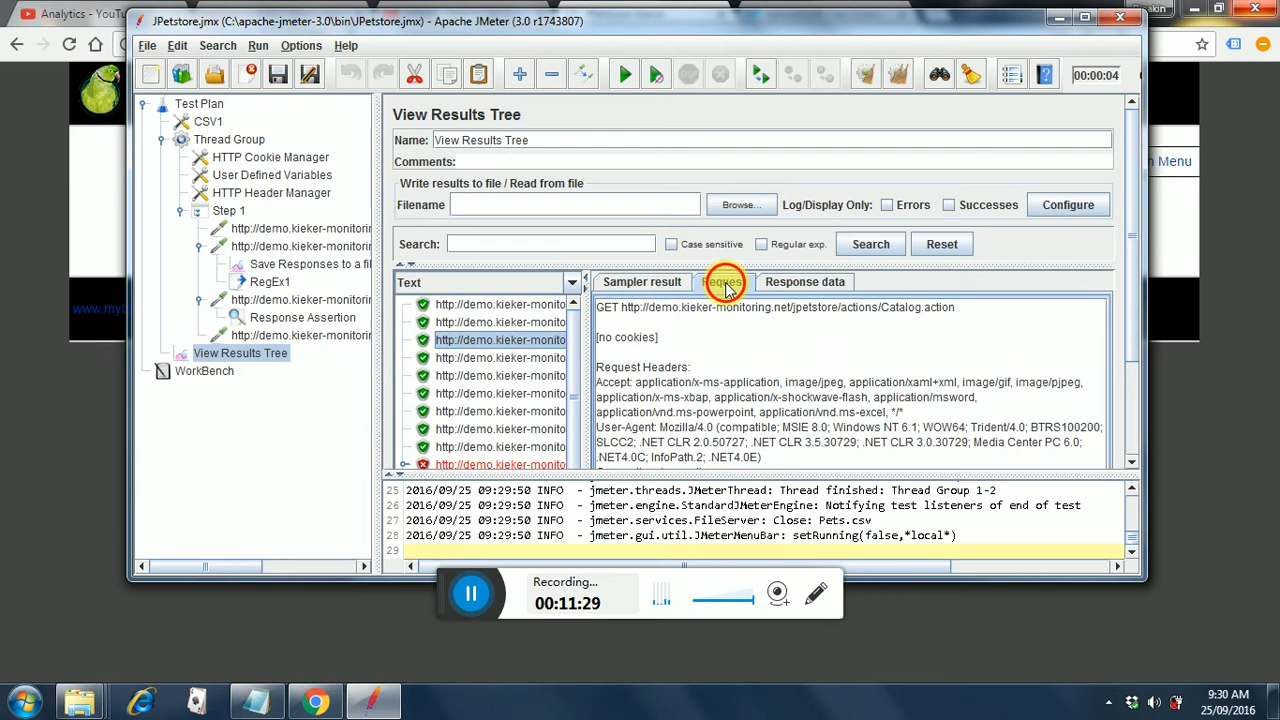 Analytics - YouT
JPetstore.jmx (C:\apache-jmeter-3.0\bin\JPetstore.jmx) - Apache JMeter (3.0 r1743807)
File Edit Search Run Options Help
00:00:04
Test Plan
CSV1
Thread Group
HTTP Cookie Manager
User Defined Variables
HTTP Header Manager
Step 1
http://demo.kieker-monitorin
http://demo.kieker-monitorin
Save Responses to a fil
RegEx1
http://demo.kieker-monitorin
Response Assertion
http://demo.kieker-monitorin
View Results Tree
WorkBench
View Results Tree
Name: View Results Tree
Comments:
Write results to file / Read from file
Filename Browse... Log/Display Only: Errors Successes Configure
Search: Case sensitive Regular exp. Search Reset
Text
http://demo.kieker-monito
http://demo.kieker-monito
http://demo.kieker-monito
http://demo.kieker-monito
http://demo.kieker-monito
http://demo.kieker-monito
http://demo.kieker-monito
http://demo.kieker-monito
http://demo.kieker-monito
http://demo.kieker-monito
Sampler result Reques Response data
GET http://demo.kieker-monitoring.net/jpetstore/actions/Catalog.action
[no cookies]
Request Headers:
Accept: application/x-ms-application, image/jpeg, application/xaml+xml, image/gif, image/pjpeg,
application/x-ms-xbap, application/x-shockwave-flash, application/msword,
application/vnd.ms-powerpoint, application/vnd.ms-excel, */*
User-Agent: Mozilla/4.0 (compatible; MSIE 8.0; Windows NT 6.1; WOW64; Trident/4.0; BTRS100200;
SLCC2; .NET CLR 2.0.50727; .NET CLR 3.5.30729; .NET CLR 3.0.30729; Media Center PC 6.0;
.NET4.0C; InfoPath.2; .NET4.0E)
25 2016/09/25 09:29:50 INFO - jmeter.threads.JMeterThread: Thread finished: Thread Group 1-2
26 2016/09/25 09:29:50 INFO - jmeter.engine.StandardJMeterEngine: Notifying test listeners of end of test
27 2016/09/25 09:29:50 INFO - jmeter.services.FileServer: Close: Pets.csv
28 2016/09/25 09:29:50 INFO - jmeter.gui.util.JMeterMenuBar: setRunning(false,*local*)
29
n Menu
Recording...
00:11:29
9:30 AM
25/09/2016